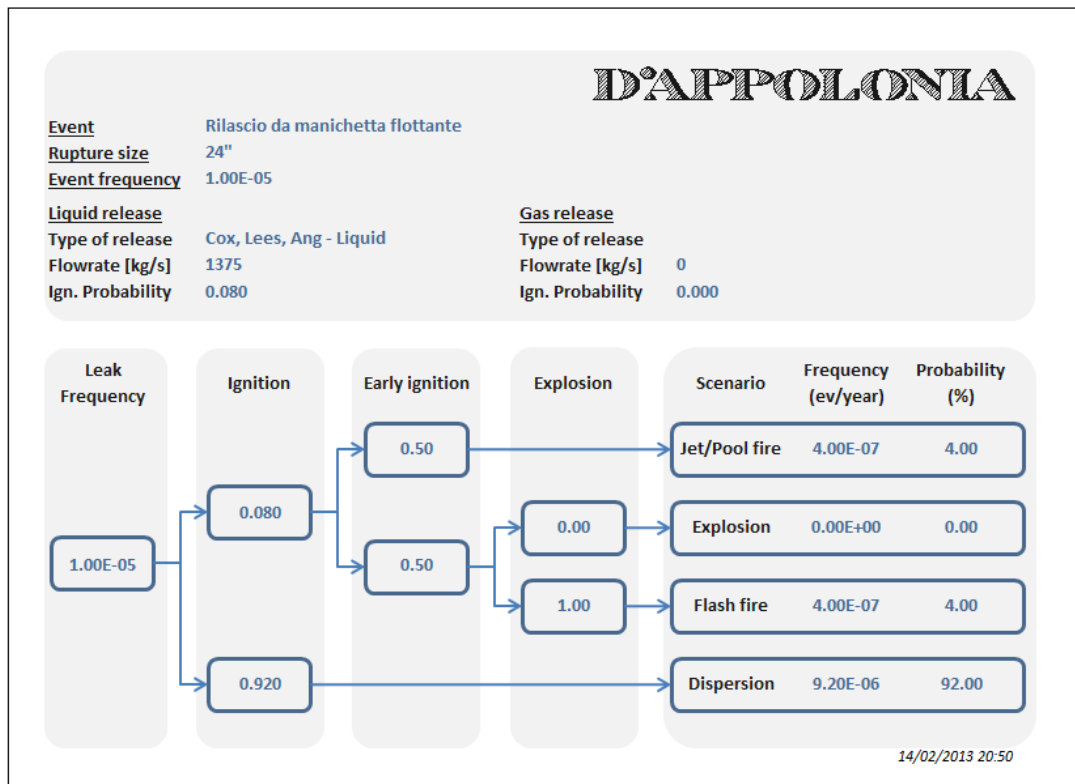 D'APPOLONIA
Event Rilascio da manichetta flottante
Rupture size 24"
Event frequency 1.00E-05
Liquid release Gas release
Type of release Cox, Lees, Ang - Liquid Type of release
Flowrate [kg/s] 1375 Flowrate [kg/s] 0
Ign. Probability 0.080 Ign. Probability 0.000
Leak Frequency Ignition Early ignition Explosion Scenario Frequency (ev/year) Probability (%)
0.50 Jet/Pool fire 4.00E-07 4.00
0.080 0.00 Explosion 0.00E+00 0.00
1.00E-05 0.50
1.00 Flash fire 4.00E-07 4.00
0.920 Dispersion 9.20E-06 92.00
14/02/2013 20:50